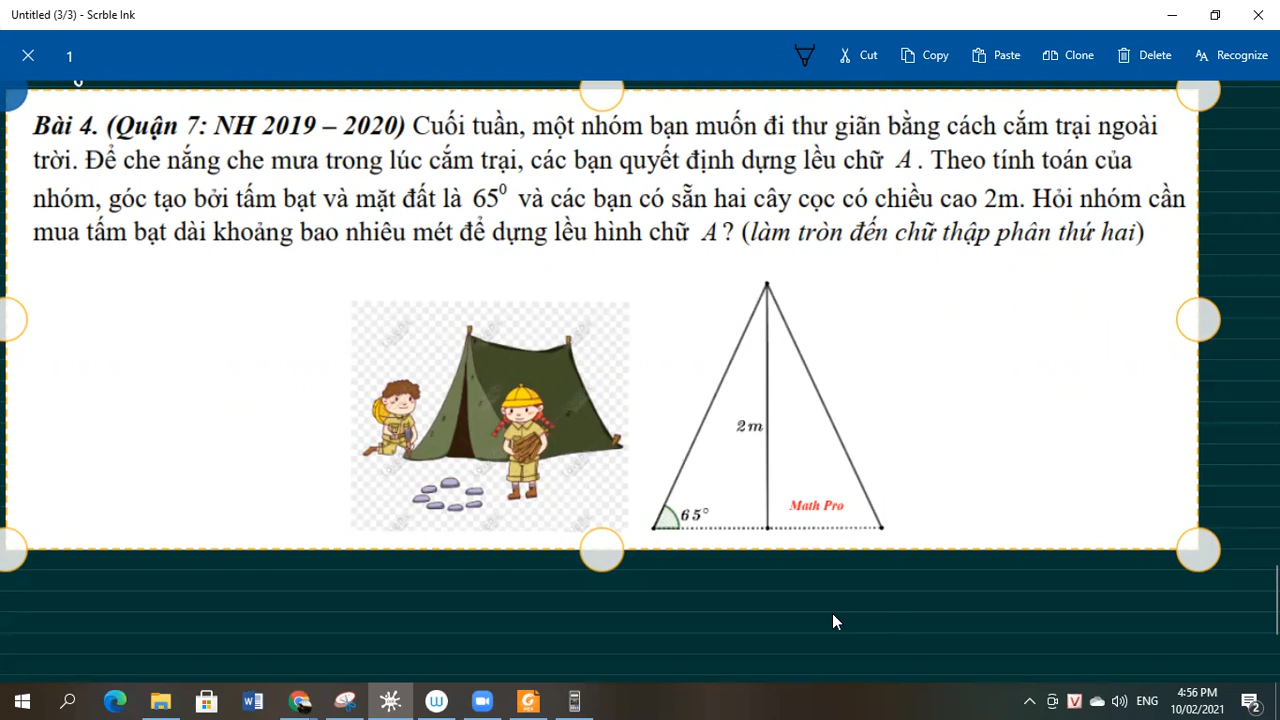 Untitled (3/3) - Scrble Ink
1
Cut
Copy
Paste
Clone
Delete
Recognize
Bài 4. (Quận 7: NH 2019 – 2020) Cuối tuần, một nhóm bạn muốn đi thư giãn bằng cách cắm trại ngoài
trời. Để che nắng che mưa trong lúc cắm trại, các bạn quyết định dựng lều chữ A. Theo tính toán của
nhóm, góc tạo bởi tấm bạt và mặt đất là 65⁰ và các bạn có sẵn hai cây cọc có chiều cao 2m. Hỏi nhóm cần
mua tấm bạt dài khoảng bao nhiêu mét để dựng lều hình chữ A? (làm tròn đến chữ thập phân thứ hai)
2m
Math Pro
65°
ENG
4:56 PM
10/02/2021
2